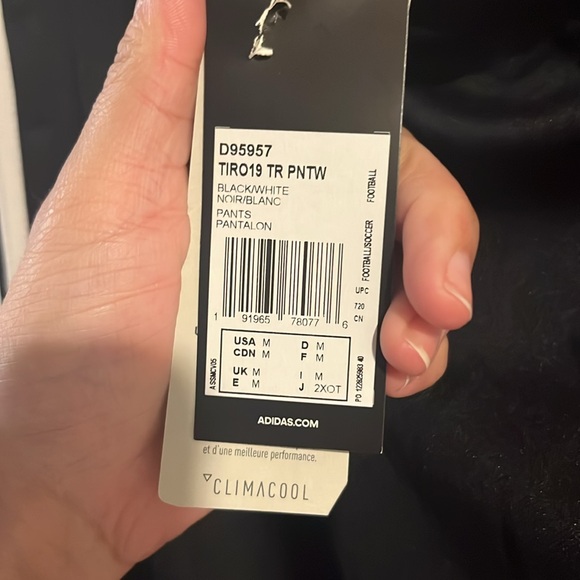 D95957
TIRO19 TR PNTW
BLACK/WHITE
NOIR/BLANC
PANTS
PANTALON
FOOTBALL/SOCCER FOOTBALL
UPC
720
CN
1 91965 78077 6
USA M D M
CDN M F M
UK M I M
E M J 2XOT
ASSMCV05
ADIDAS.COM
et d'une meilleure performance.
CLIMACOOL